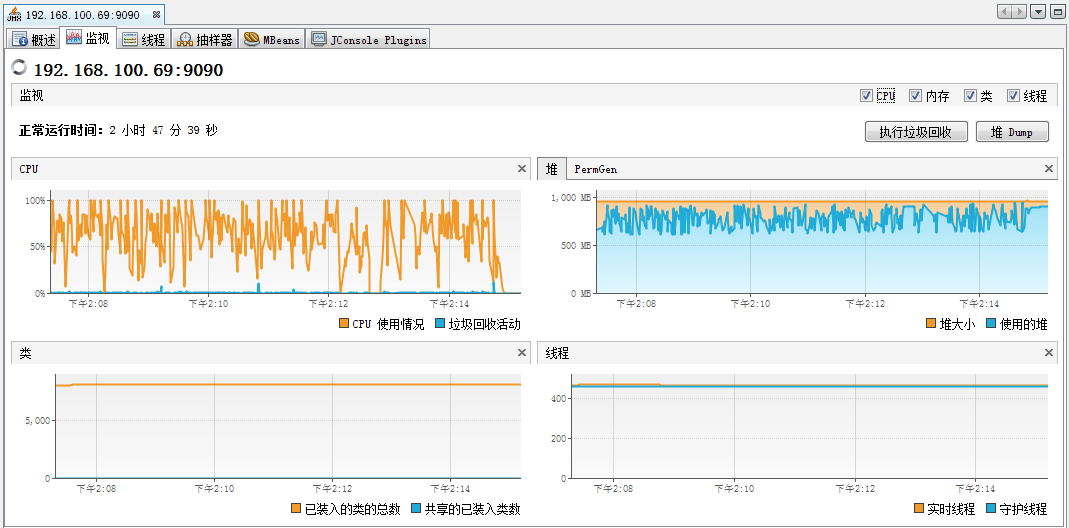 JMX 192.168.100.69:9090
概述 监视 线程 抽样器 MBeans JConsole Plugins
192.168.100.69:9090
监视 CPU 内存 类 线程
正常运行时间: 2 小时 47 分 39 秒 执行垃圾回收 堆 Dump
CPU
100%
50%
0%
下午2:08 下午2:10 下午2:12 下午2:14
CPU 使用情况 垃圾回收活动
堆 PermGen
1,000 MB
500 MB
0 MB
下午2:08 下午2:10 下午2:12 下午2:14
堆大小 使用的堆
类
5,000
0
下午2:08 下午2:10 下午2:12 下午2:14
已装入的类的总数 共享的已装入类数
线程
400
200
0
下午2:08 下午2:10 下午2:12 下午2:14
实时线程 守护线程